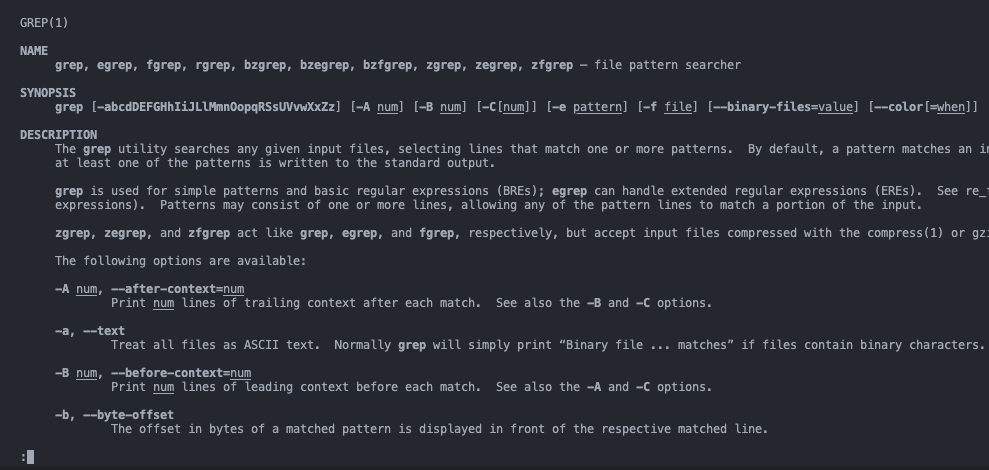 GREP(1)
NAME
grep, egrep, fgrep, rgrep, bzgrep, bzegrep, bzfgrep, zgrep, zegrep, zfgrep – file pattern searcher
SYNOPSIS
grep [-abcdDEFGHhIiJLlMmnOopqRSsUVvwXxZz] [-A num] [-B num] [-C[num]] [-e pattern] [-f file] [--binary-files=value] [--color[=when]]
DESCRIPTION
The grep utility searches any given input files, selecting lines that match one or more patterns.  By default, a pattern matches an
at least one of the patterns is written to the standard output.
grep is used for simple patterns and basic regular expressions (BREs); egrep can handle extended regular expressions (EREs).  See
expressions).  Patterns may consist of one or more lines, allowing any of the pattern lines to match a portion of the input.
zgrep, zegrep, and zfgrep act like grep, egrep, and fgrep, respectively, but accept input files compressed with the compress(1) or
The following options are available:
-A num, --after-context=num
Print num lines of trailing context after each match.  See also the -B and -C options.
-a, --text
Treat all files as ASCII text.  Normally grep will simply print “Binary file ... matches” if files contain binary characters.
-B num, --before-context=num
Print num lines of leading context before each match.  See also the -A and -C options.
-b, --byte-offset
The offset in bytes of a matched pattern is displayed in front of the respective matched line.
: